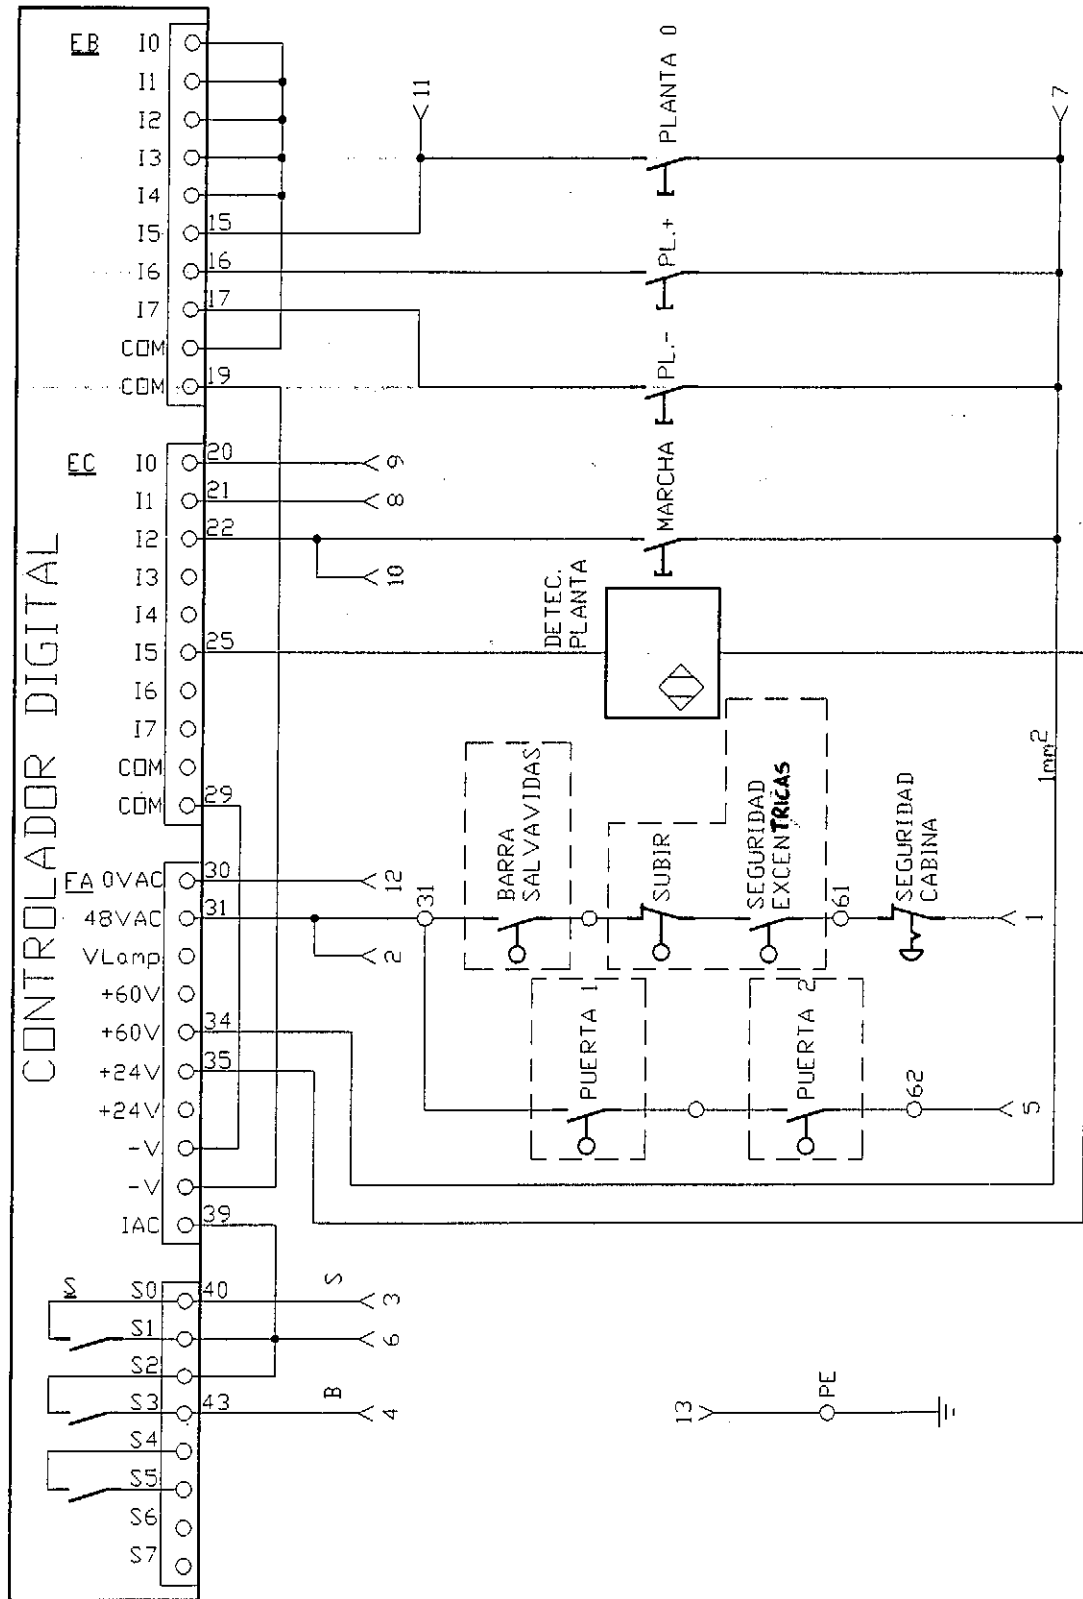 CONTROLADOR DIGITAL
EB
I0
I1
I2
I3
I4
I5
15
I6
16
I7
17
COM
COM
19
11
PLANTA 0
PL.+
PL.-
7
EC
I0
20
9
I1
21
8
I2
22
10
I3
I4
I5
25
I6
I7
COM
COM
29
MARCHA
DETEC.
PLANTA
1mm2
FA
0VAC
30
12
48VAC
31
2
VLamp
+60V
+60V
34
+24V
35
+24V
-V
-V
IAC
39
31
BARRA
SALVAVIDAS
SUBIR
SEGURIDAD
EXCENTRICAS
61
SEGURIDAD
CABINA
1
PUERTA 1
PUERTA 2
62
5
S
S0
40
S
3
S1
6
S2
S3
43
B
4
S4
S5
S6
S7
13
PE